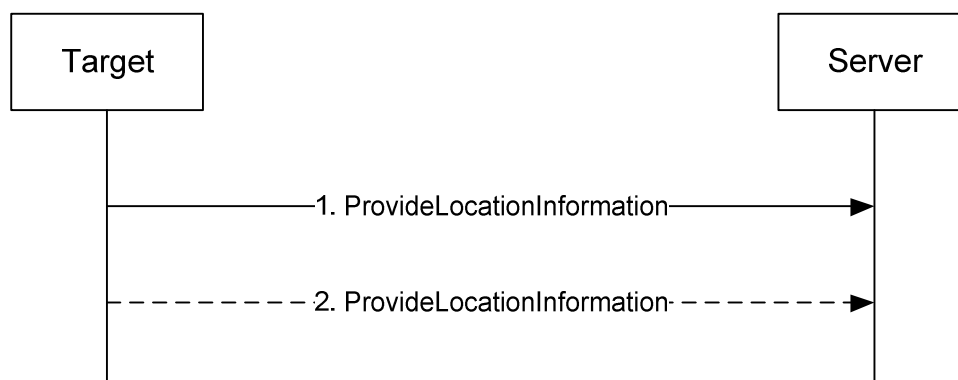 Target
Server
1. ProvideLocationInformation
2. ProvideLocationInformation